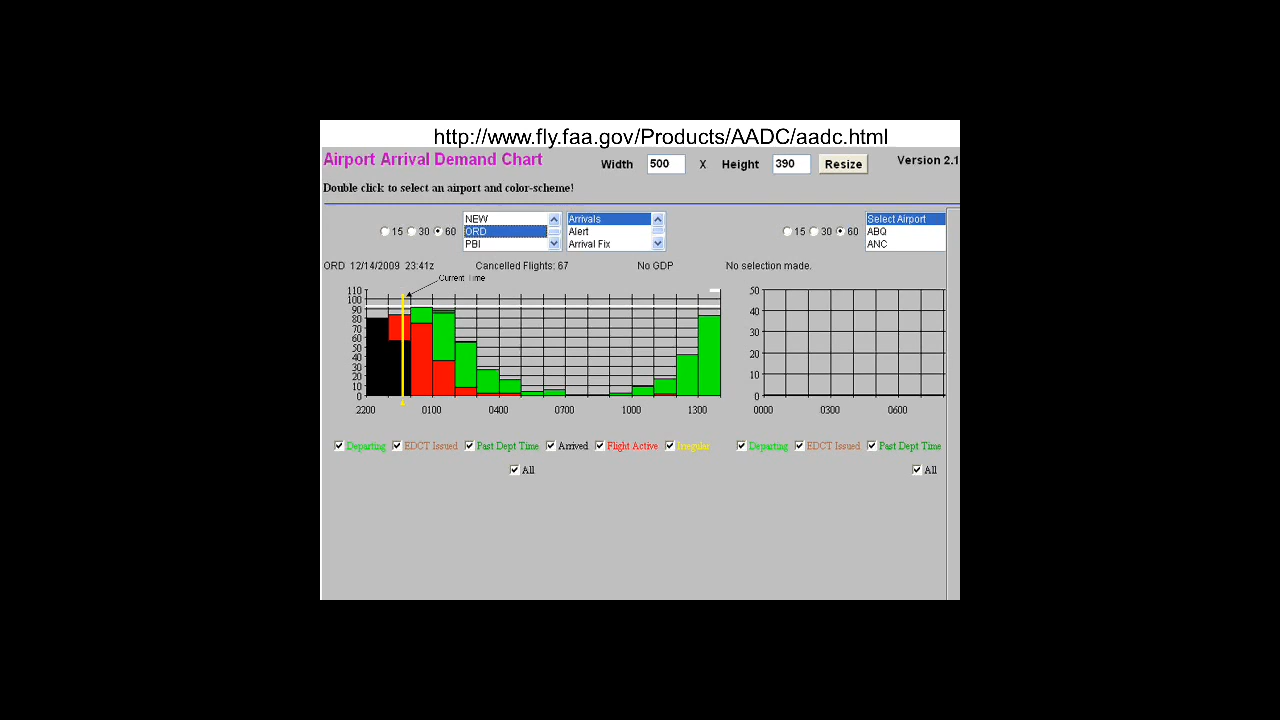 http://www.fly.faa.gov/Products/AADC/aadc.html
Airport Arrival Demand Chart Width 500 X Height 390 Resize Version 2.1
Double click to select an airport and color-scheme!
15 30 60 NEW ORD PBI Arrivals Alert Arrival Fix
15 30 60 Select Airport ABQ ANC
ORD 12/14/2009 23:41z Cancelled Flights: 67 No GDP No selection made.
Current Time
110
100
90
80
70
60
50
40
30
20
10
0
2200 0100 0400 0700 1000 1300
50
40
30
20
10
0
0000 0300 0600
Departing EDCT Issued Past Dept Time Arrived Flight Active Irregular
All
Departing EDCT Issued Past Dept Time
All